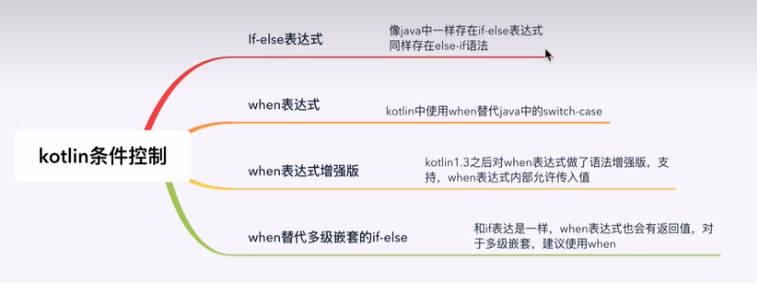 kotlin条件控制
If-else表达式
像java中一样存在if-else表达式
同样存在else-if语法
when表达式
kotlin中使用when替代java中的switch-case
when表达式增强版
kotlin1.3之后对when表达式做了语法增强版，支
持，when表达式内部允许传入值
when替代多级嵌套的if-else
和if表达是一样，when表达式也会有返回值，对
于多级嵌套，建议使用when